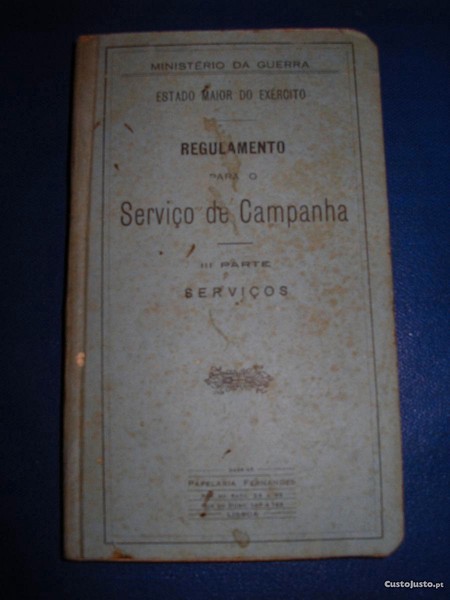 MINISTÉRIO DA GUERRA
ESTADO MAIOR DO EXÉRCITO
REGULAMENTO
PARA O
Serviço de Campanha
III PARTE
SERVIÇOS
PAPELARIA FERNANDES
LISBOA
CustoJusto.pt